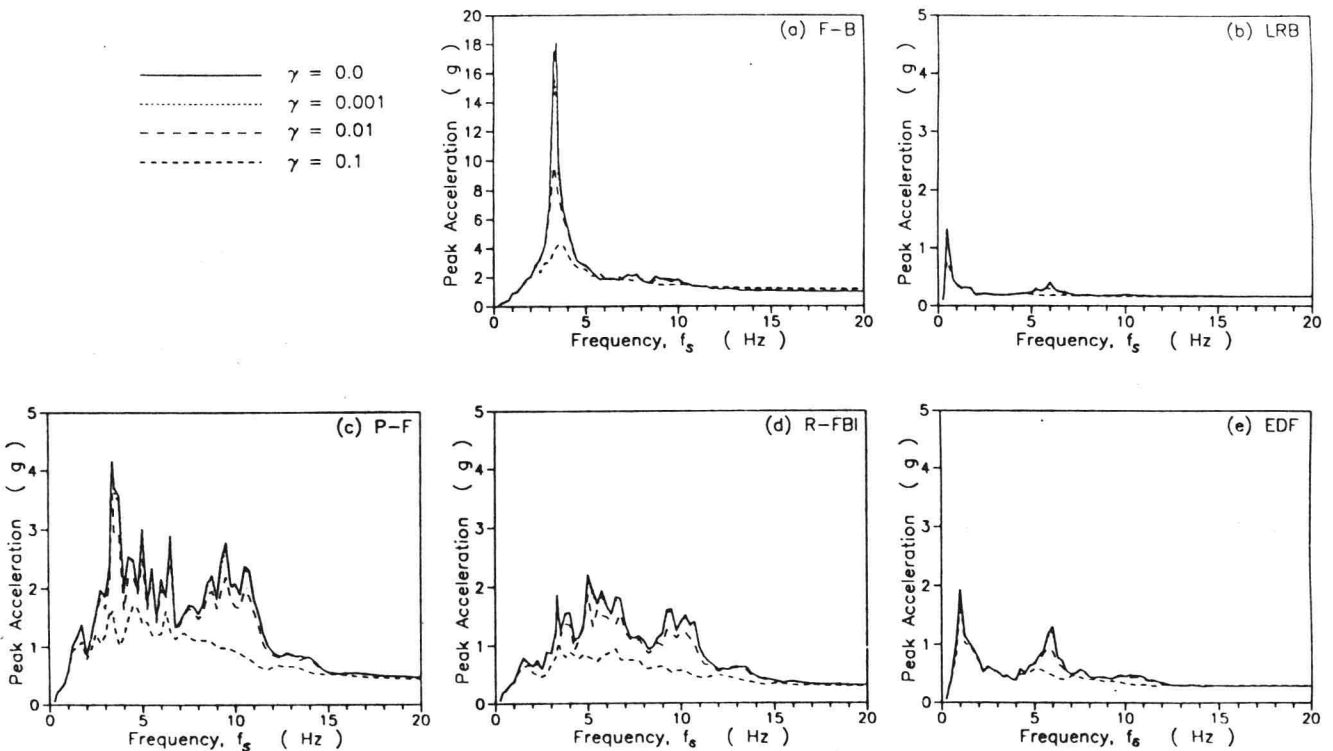 γ = 0.0
γ = 0.001
γ = 0.01
γ = 0.1
(a) F-B
Peak Acceleration ( g )
20
18
16
14
12
10
8
6
4
2
0
0 5 10 15 20
Frequency, fs ( Hz )
(b) LRB
Peak Acceleration ( g )
5
4
3
2
1
0
0 5 10 15 20
Frequency, fs ( Hz )
(c) P-F
Peak Acceleration ( g )
5
4
3
2
1
0
0 5 10 15 20
Frequency, fs ( Hz )
(d) R-FBI
Peak Acceleration ( g )
5
4
3
2
1
0
0 5 10 15 20
Frequency, fs ( Hz )
(e) EDF
Peak Acceleration ( g )
5
4
3
2
1
0
0 5 10 15 20
Frequency, fs ( Hz )